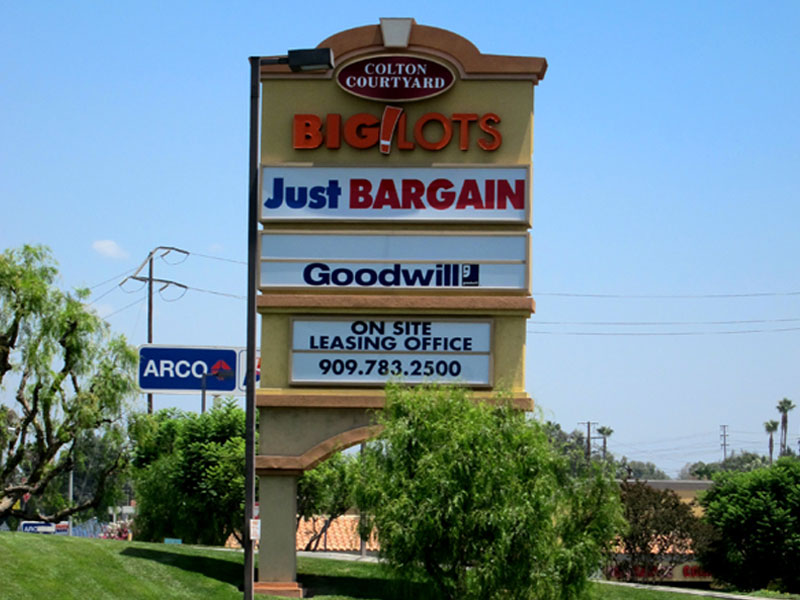 COLTON
COURTYARD
BIG!LOTS
Just BARGAIN
Goodwill
ON SITE
LEASING OFFICE
909.783.2500
ARCO